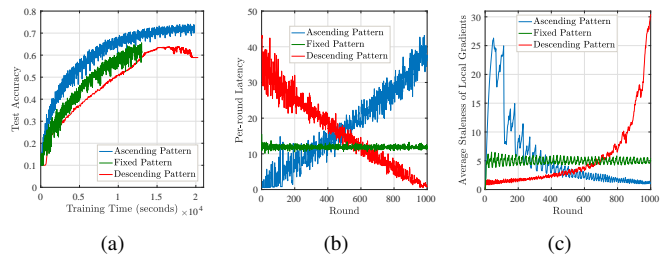 0.8
0.7
0.6
0.5
0.4
0.3
0.2
0.1
0
Test Accuracy
Ascending Pattern
Fixed Pattern
Descending Pattern
0 0.5 1 1.5 2
Training Time (seconds) ×10⁴
(a)
50
40
30
20
10
0
Per-round Latency
Ascending Pattern
Fixed Pattern
Descending Pattern
0 200 400 600 800 1000
Round
(b)
30
25
20
15
10
5
0
Average Staleness of Local Gradients
Ascending Pattern
Fixed Pattern
Descending Pattern
0 200 400 600 800 1000
Round
(c)